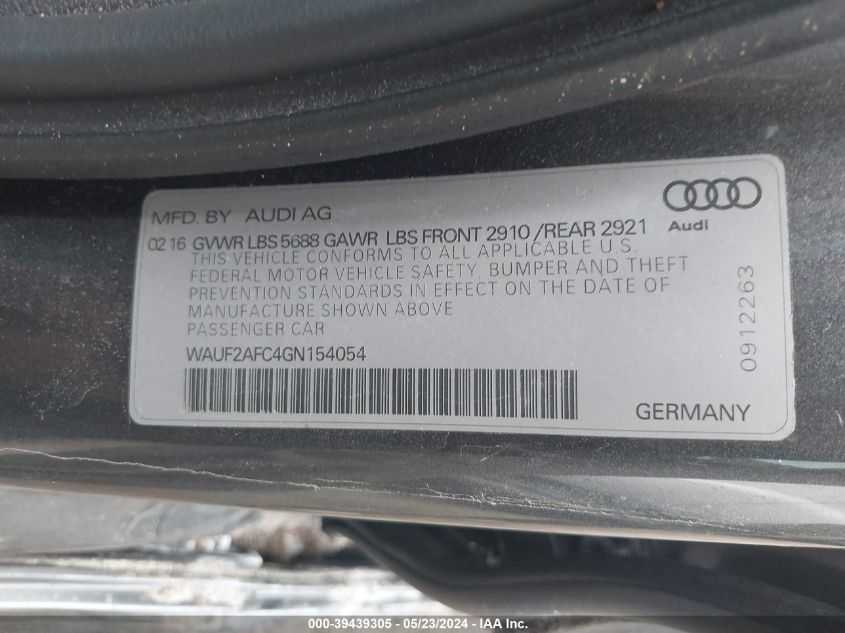 MFD. BY AUDI AG
Audi
02 16 GVWR LBS 5688 GAWR LBS FRONT 2910 /REAR 2921
THIS VEHICLE CONFORMS TO ALL APPLICABLE U.S.
FEDERAL MOTOR VEHICLE SAFETY, BUMPER AND THEFT
PREVENTION STANDARDS IN EFFECT ON THE DATE OF
MANUFACTURE SHOWN ABOVE
PASSENGER CAR
WAUF2AFC4GN154054
0912263
GERMANY
000-39439305 - 05/23/2024 - IAA Inc.